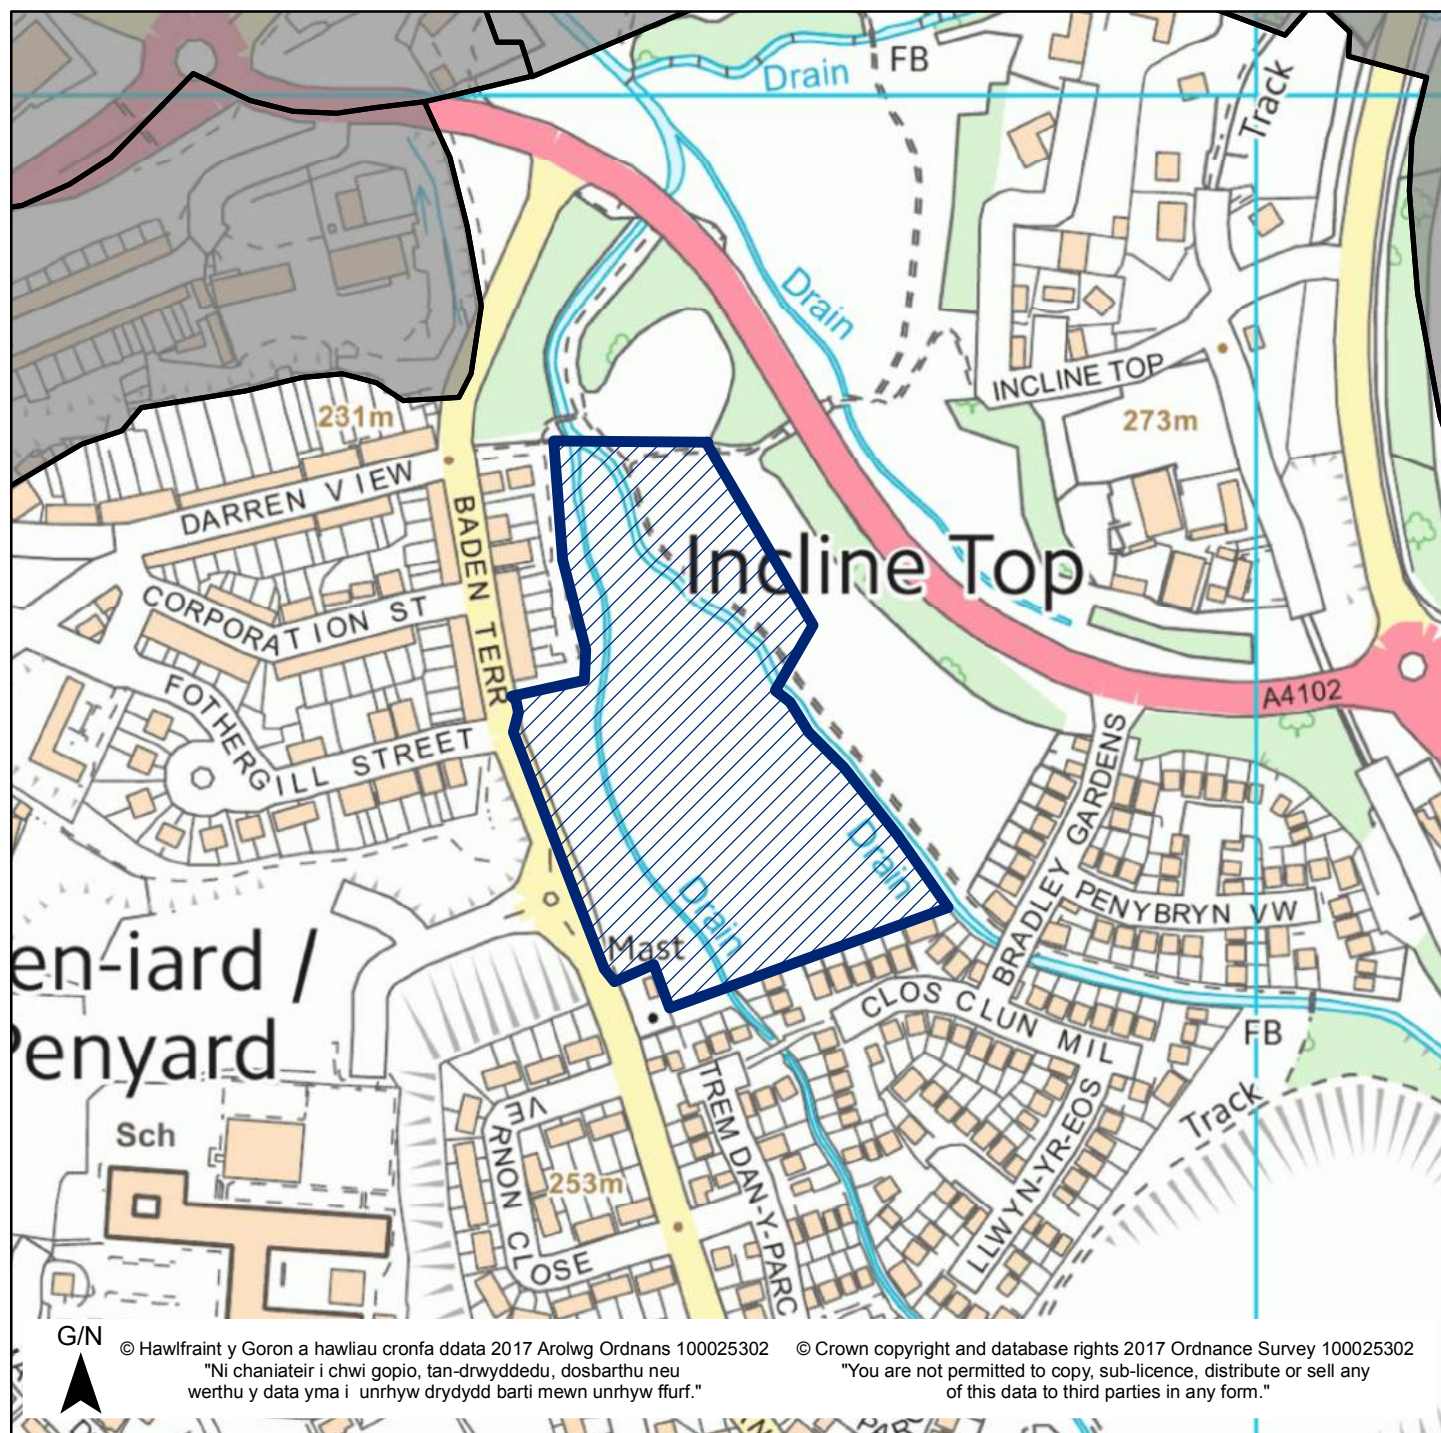 Drain
FB
Track
Drain
INCLINE TOP
231m
273m
DARREN VIEW
BADEN TERR
Incline Top
CORPORATION ST
FOTHERGILL STREET
A4102
BRADLEY GARDENS
Drain
PENYBRYN VW
Drain
Mast
en-iard /
Penyard
CLOS CLUN MIL
FB
Sch
VERNON CLOSE
TREM DAN-Y-PARC
LLWYN-YR-EOS
Track
253m
G/N
© Hawlfraint y Goron a hawliau cronfa ddata 2017 Arolwg Ordnans 100025302
"Ni chaniateir i chwi gopio, tan-drwyddedu, dosbarthu neu
werthu y data yma i unrhyw drydydd barti mewn unrhyw ffurf."
© Crown copyright and database rights 2017 Ordnance Survey 100025302
"You are not permitted to copy, sub-licence, distribute or sell any
of this data to third parties in any form."